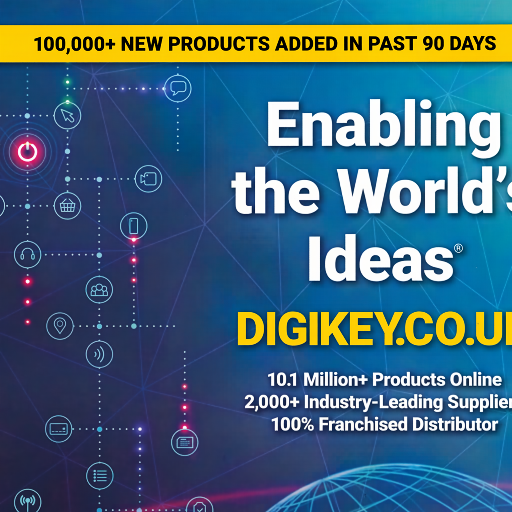 100,000+ NEW PRODUCTS ADDED IN PAST 90 DAYS
Enabling
the World's
Ideas®
DIGIKEY.CO.U
10.1 Million+ Products Online
2,000+ Industry-Leading Supplier
100% Franchised Distributor